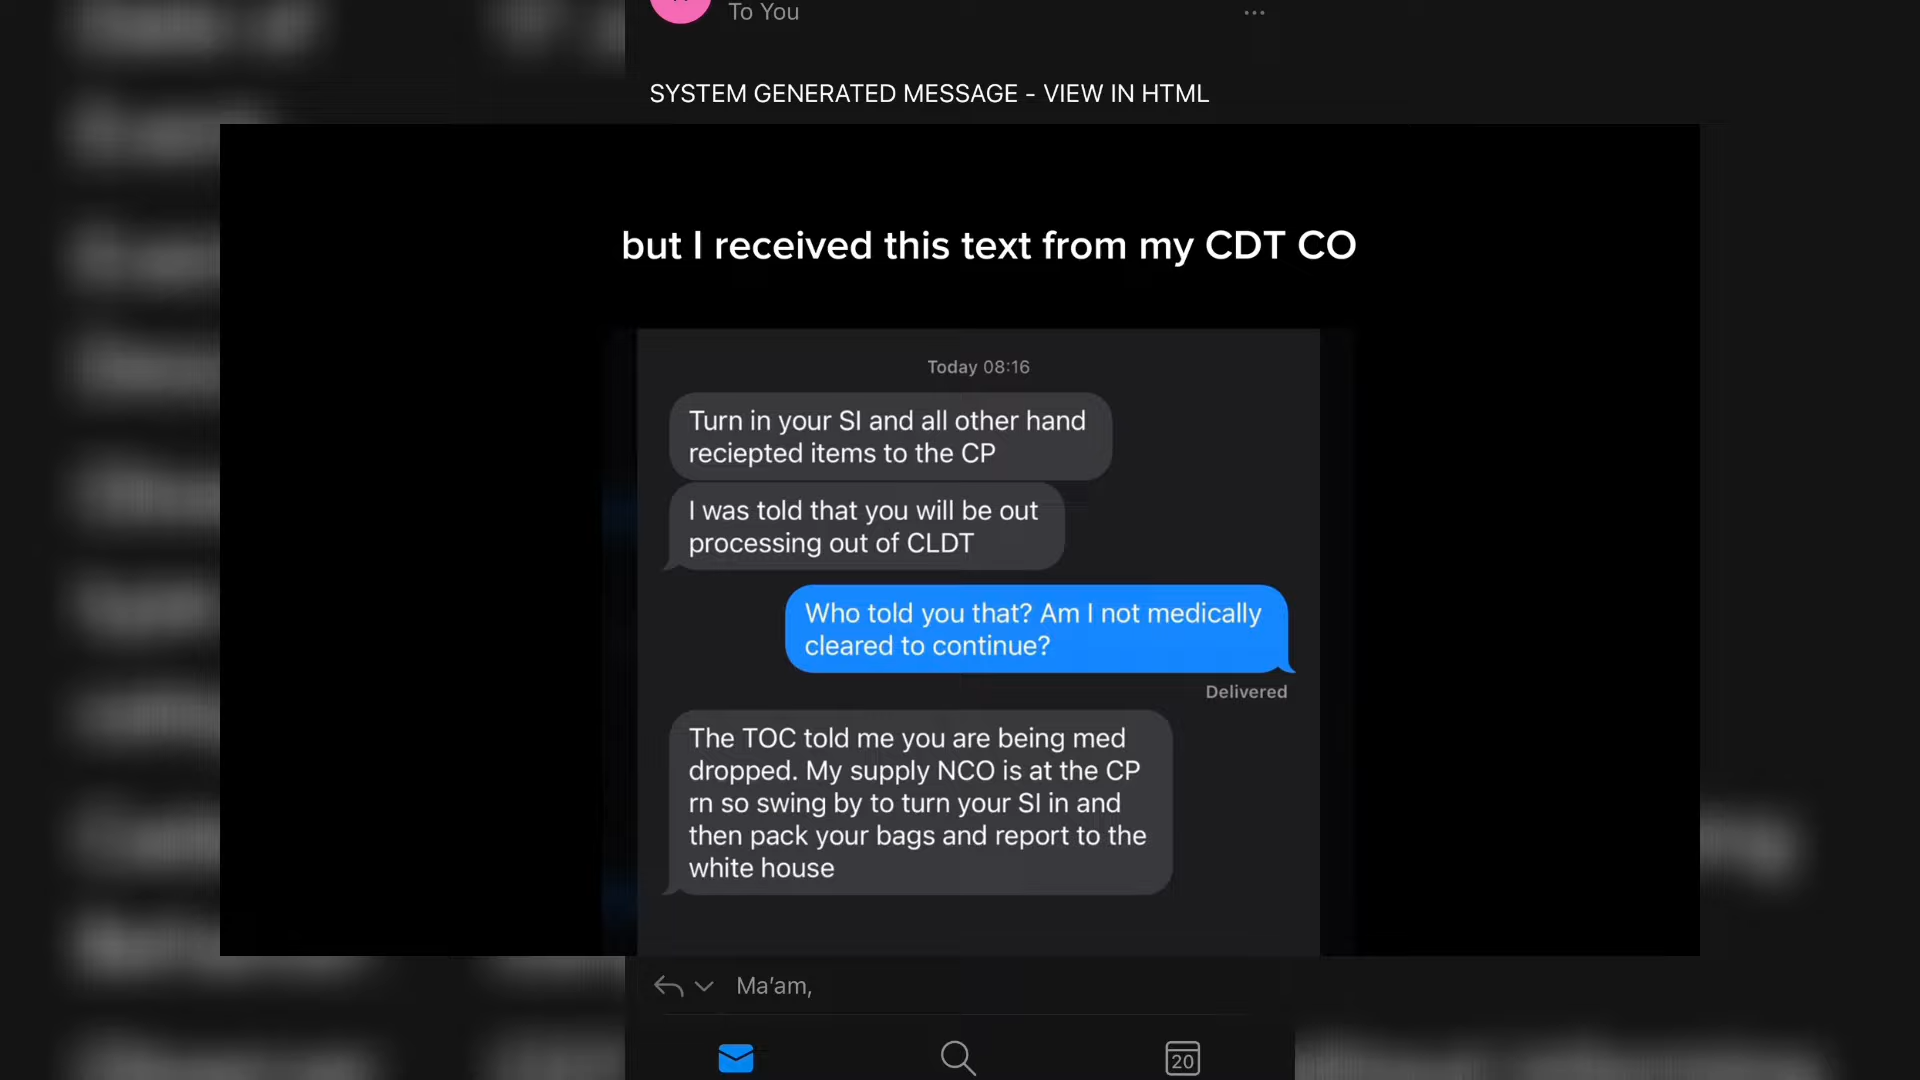 To You
SYSTEM GENERATED MESSAGE - VIEW IN HTML
but I received this text from my CDT CO
Today 08:16
Turn in your SI and all other hand
reciepted items to the CP
I was told that you will be out
processing out of CLDT
Who told you that? Am I not medically
cleared to continue?
Delivered
The TOC told me you are being med
dropped. My supply NCO is at the CP
rn so swing by to turn your SI in and
then pack your bags and report to the
white house
Ma'am,
20